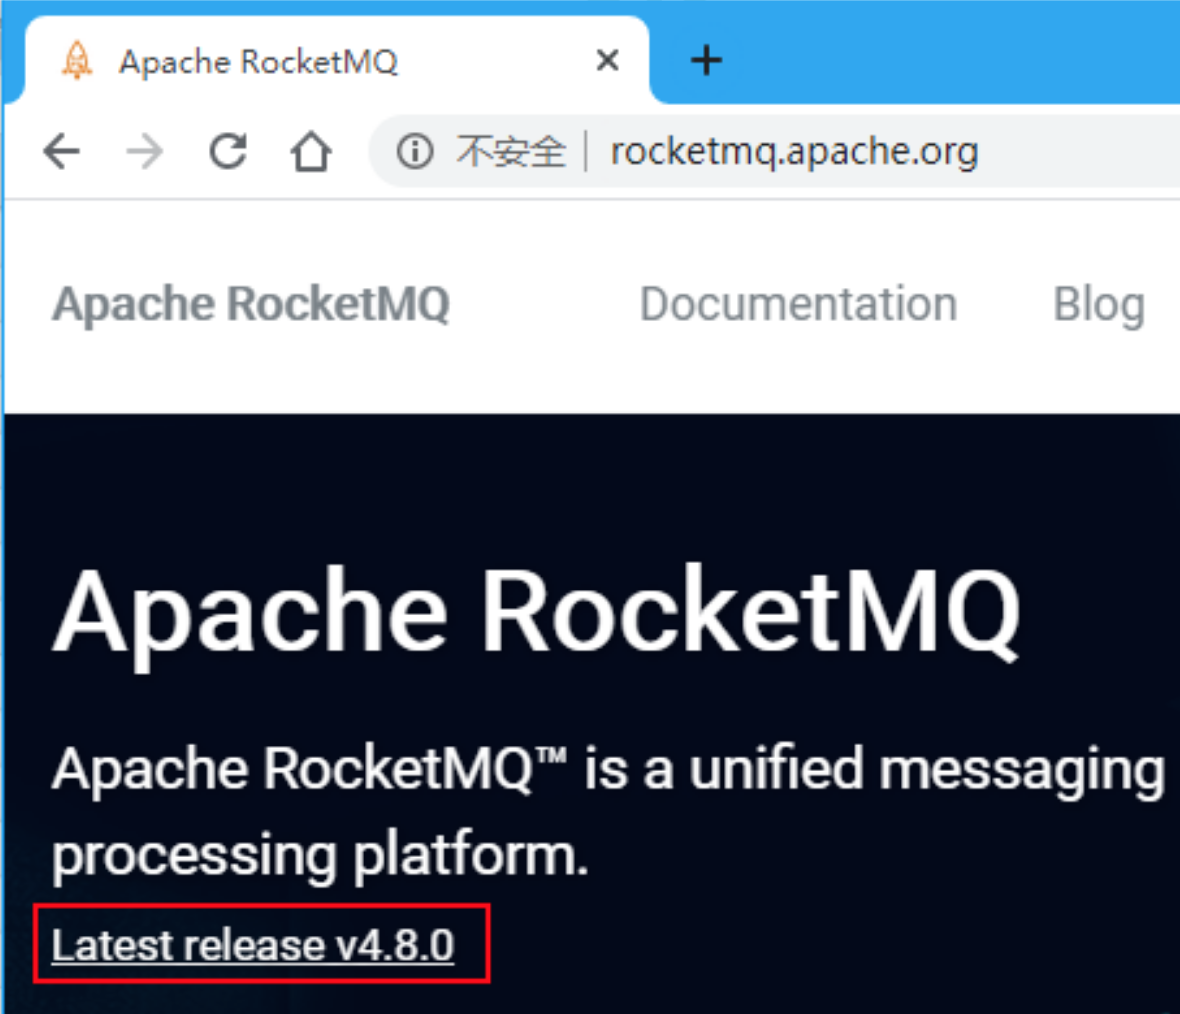 Apache RocketMQ
不安全 rocketmq.apache.org
Apache RocketMQ Documentation Blog
Apache RocketMQ
Apache RocketMQ™ is a unified messaging
processing platform.
Latest release v4.8.0